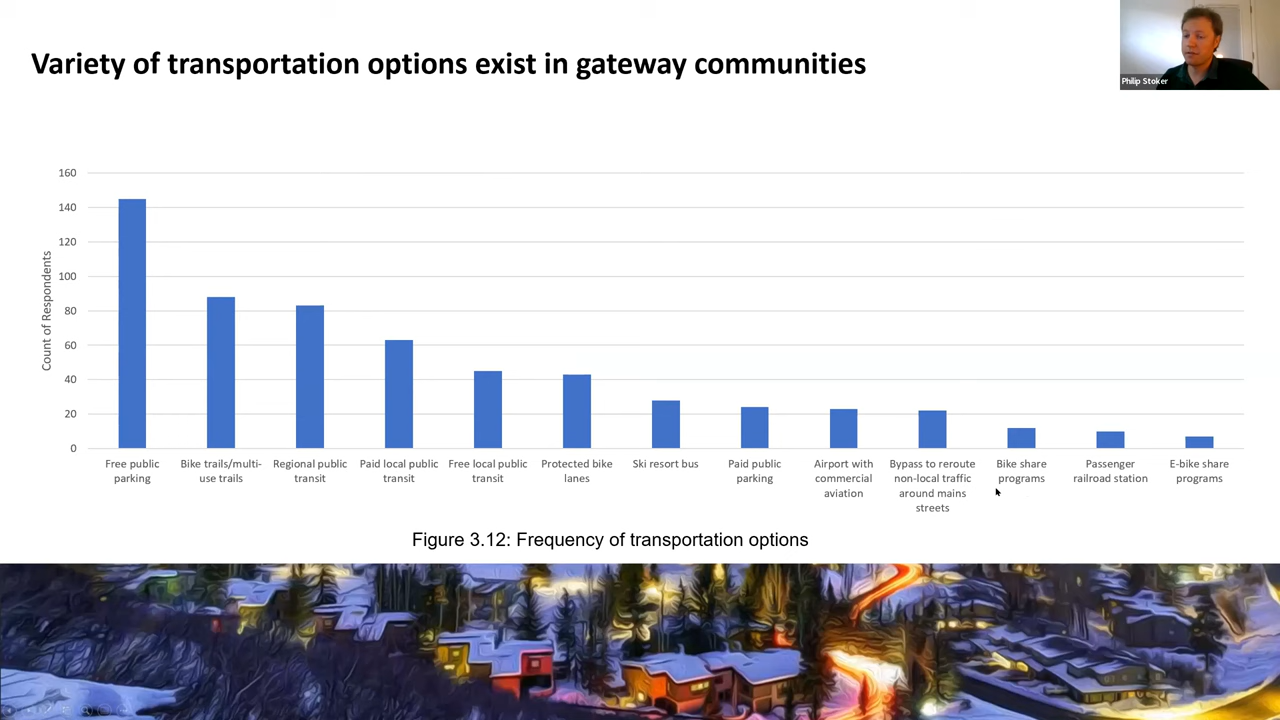 Variety of transportation options exist in gateway communities
Philip Stoker
160
140
120
100
80
60
40
20
0
Count of Respondents
Free public
parking
Bike trails/multi-
use trails
Regional public
transit
Paid local public
transit
Free local public
transit
Protected bike
lanes
Ski resort bus
Paid public
parking
Airport with
commercial
aviation
Bypass to reroute
non-local traffic
around mains
streets
Bike share
programs
Passenger
railroad station
E-bike share
programs
Figure 3.12: Frequency of transportation options